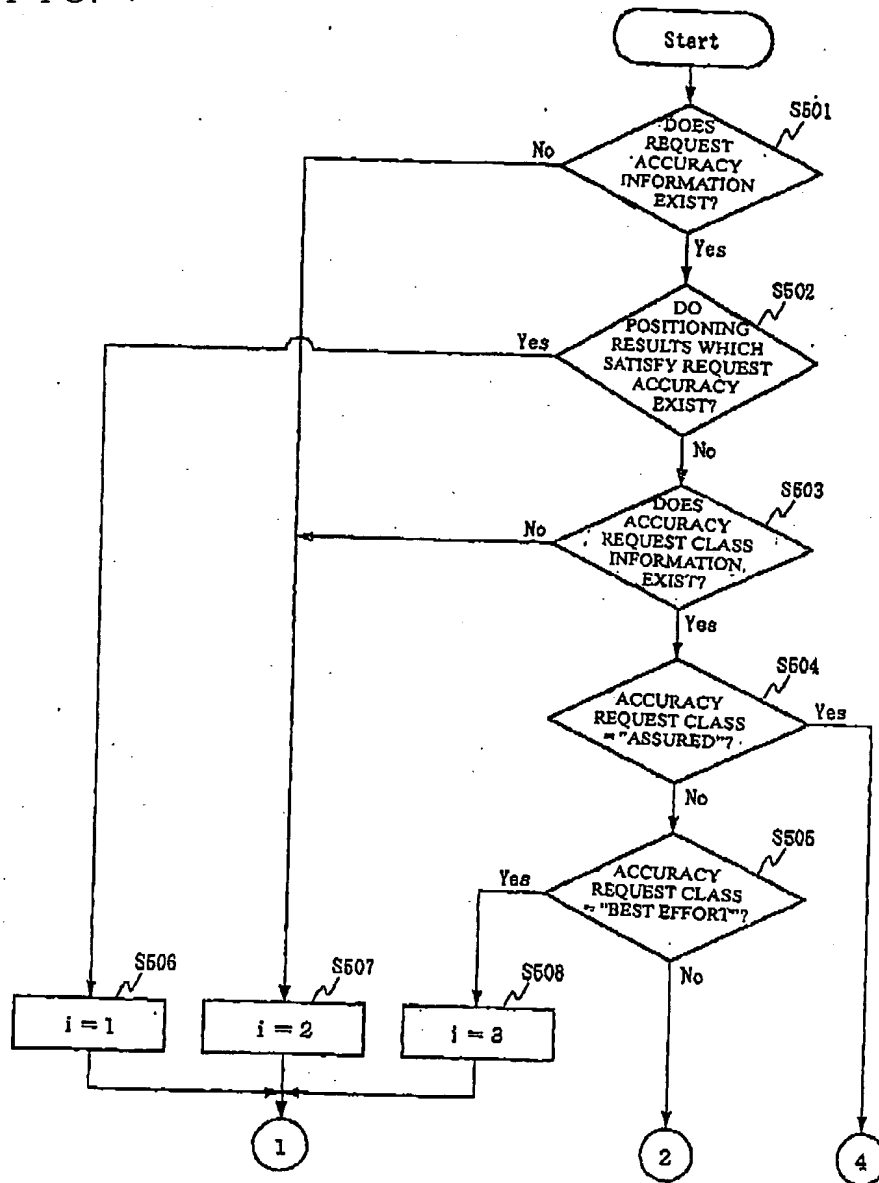 Start
S501
DOES
REQUEST
ACCURACY
INFORMATION
EXIST?
No
Yes
S502
DO
POSITIONING
RESULTS WHICH
SATISFY REQUEST
ACCURACY
EXIST?
Yes
No
S503
DOES
ACCURACY
REQUEST CLASS
INFORMATION,
EXIST?
No
Yes
S504
ACCURACY
REQUEST CLASS
= "ASSURED"?
Yes
No
S505
ACCURACY
REQUEST CLASS
= "BEST EFFORT"?
Yes
No
S506
i = 1
S507
i = 2
S508
i = 3
1
2
4